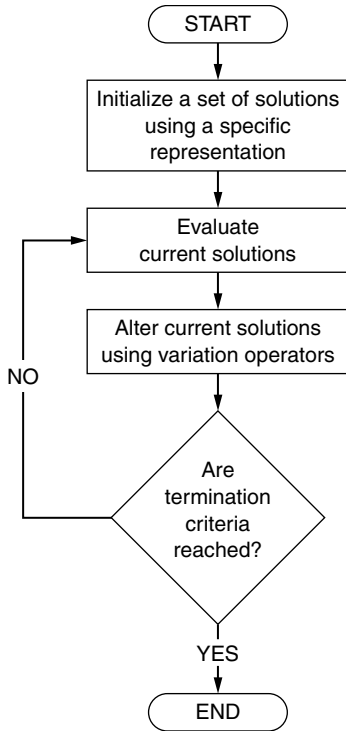 START
Initialize a set of solutions
using a specific
representation
Evaluate
current solutions
Alter current solutions
using variation operators
NO
Are
termination
criteria
reached?
YES
END